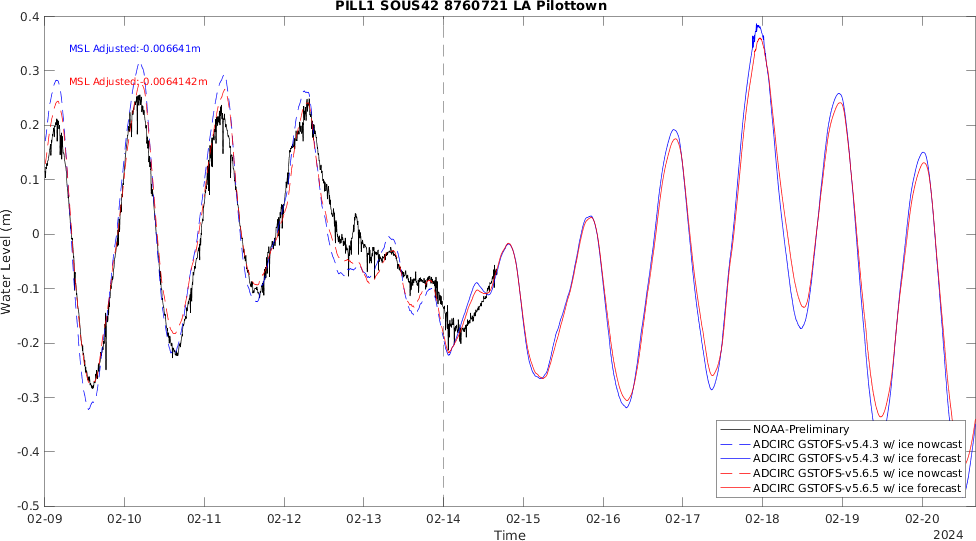 PILL1 SOUS42 8760721 LA Pilottown
MSL Adjusted:-0.006641m
MSL Adjusted:-0.0064142m
Water Level (m)
0.4
0.3
0.2
0.1
0
-0.1
-0.2
-0.3
-0.4
-0.5
NOAA-Preliminary
ADCIRC GSTOFS-v5.4.3 w/ ice nowcast
ADCIRC GSTOFS-v5.4.3 w/ ice forecast
ADCIRC GSTOFS-v5.6.5 w/ ice nowcast
ADCIRC GSTOFS-v5.6.5 w/ ice forecast
02-09 02-10 02-11 02-12 02-13 02-14 02-15 02-16 02-17 02-18 02-19 02-20
Time
2024